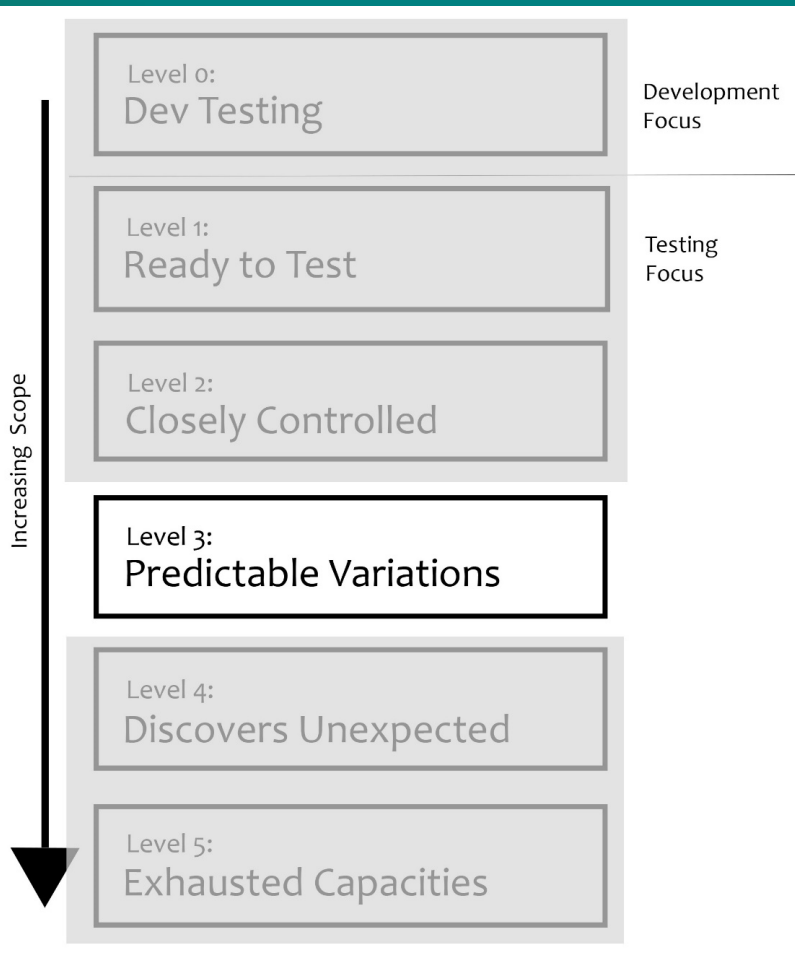 Level 0:
Dev Testing
Development
Focus
Level 1:
Ready to Test
Testing
Focus
Level 2:
Closely Controlled
Increasing Scope
Level 3:
Predictable Variations
Level 4:
Discovers Unexpected
Level 5:
Exhausted Capacities